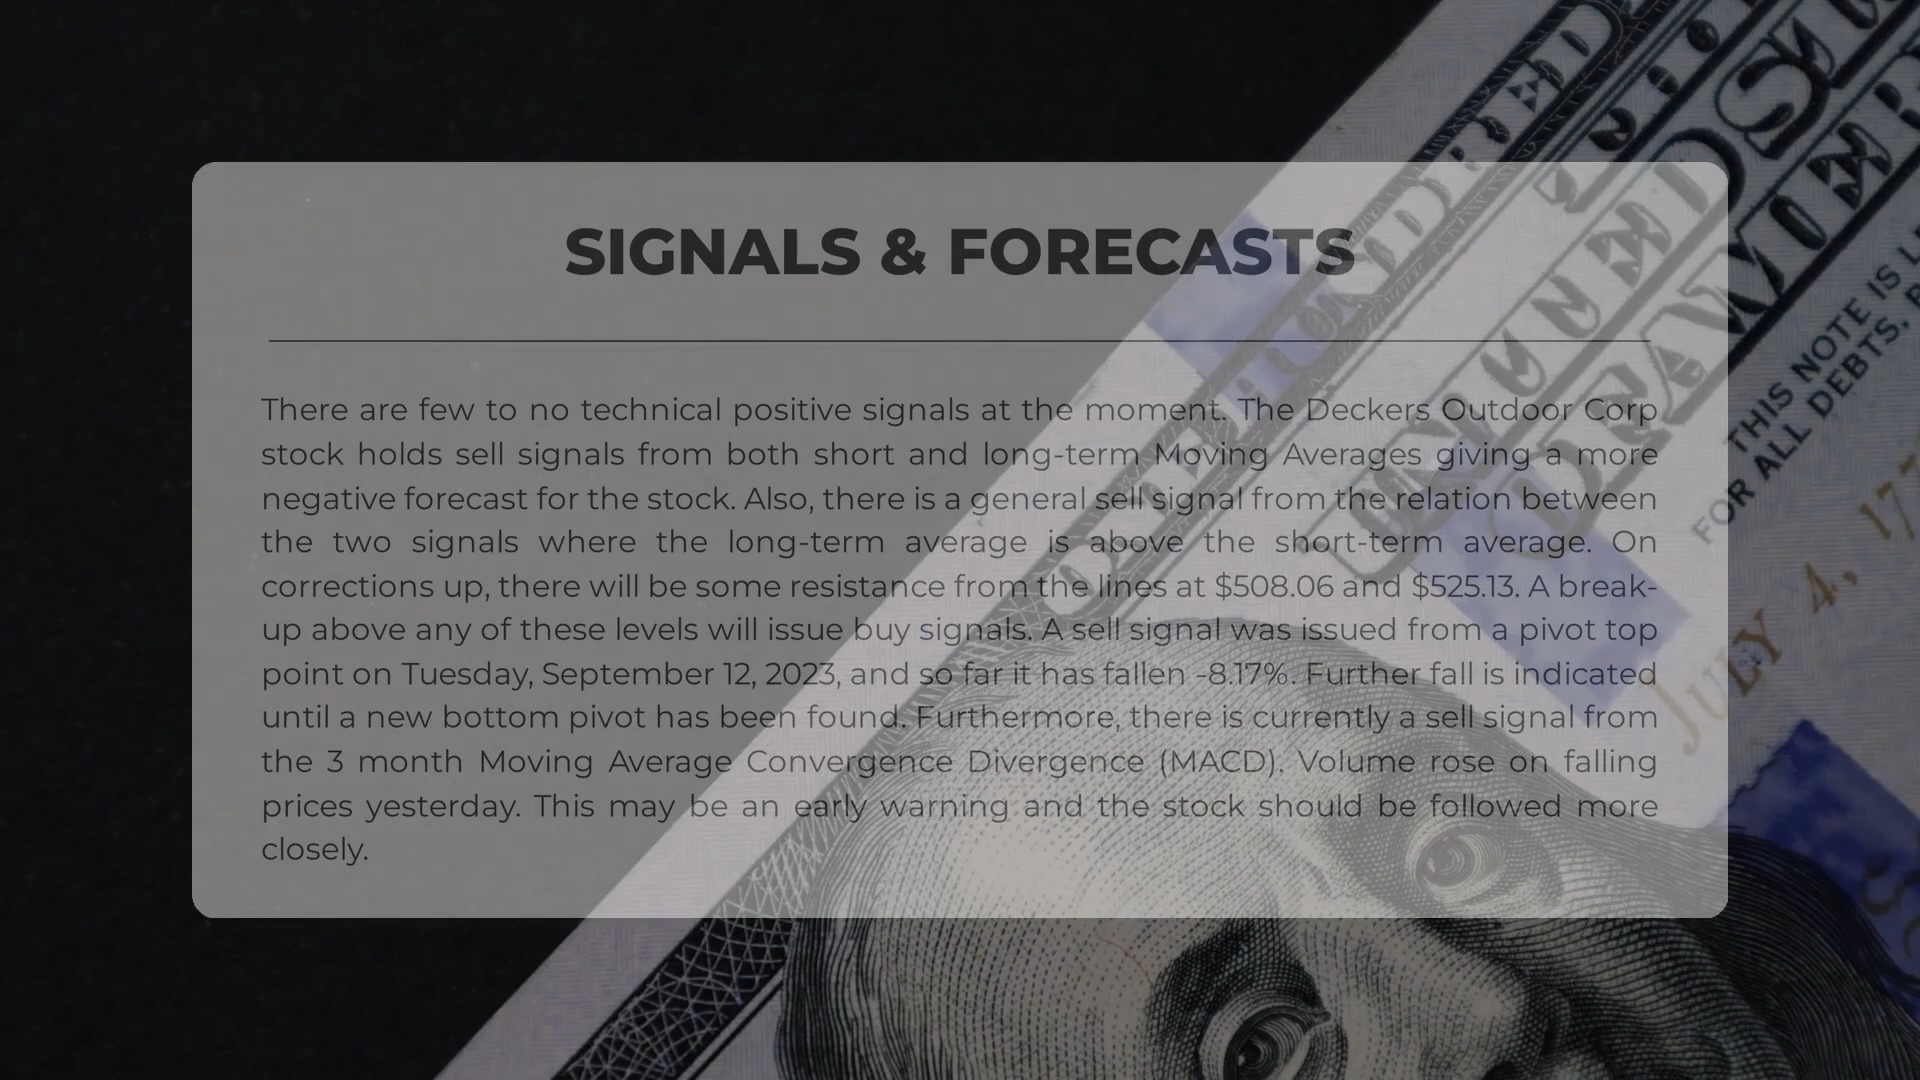 SIGNALS & FORECASTS
There are few to no technical positive signals at the moment. The Deckers Outdoor Corp
stock holds sell signals from both short and long-term Moving Averages giving a more
negative forecast for the stock. Also, there is a general sell signal from the relation between
the two signals where the long-term average is above the short-term average. On
corrections up, there will be some resistance from the lines at $508.06 and $525.13. A break-
up above any of these levels will issue buy signals. A sell signal was issued from a pivot top
point on Tuesday, September 12, 2023, and so far it has fallen -8.17%. Further fall is indicated
until a new bottom pivot has been found. Furthermore, there is currently a sell signal from
the 3 month Moving Average Convergence Divergence (MACD). Volume rose on falling
prices yesterday. This may be an early warning and the stock should be followed more
closely.
THIS NOTE IS
FOR ALL DEBTS,
JULY 4,